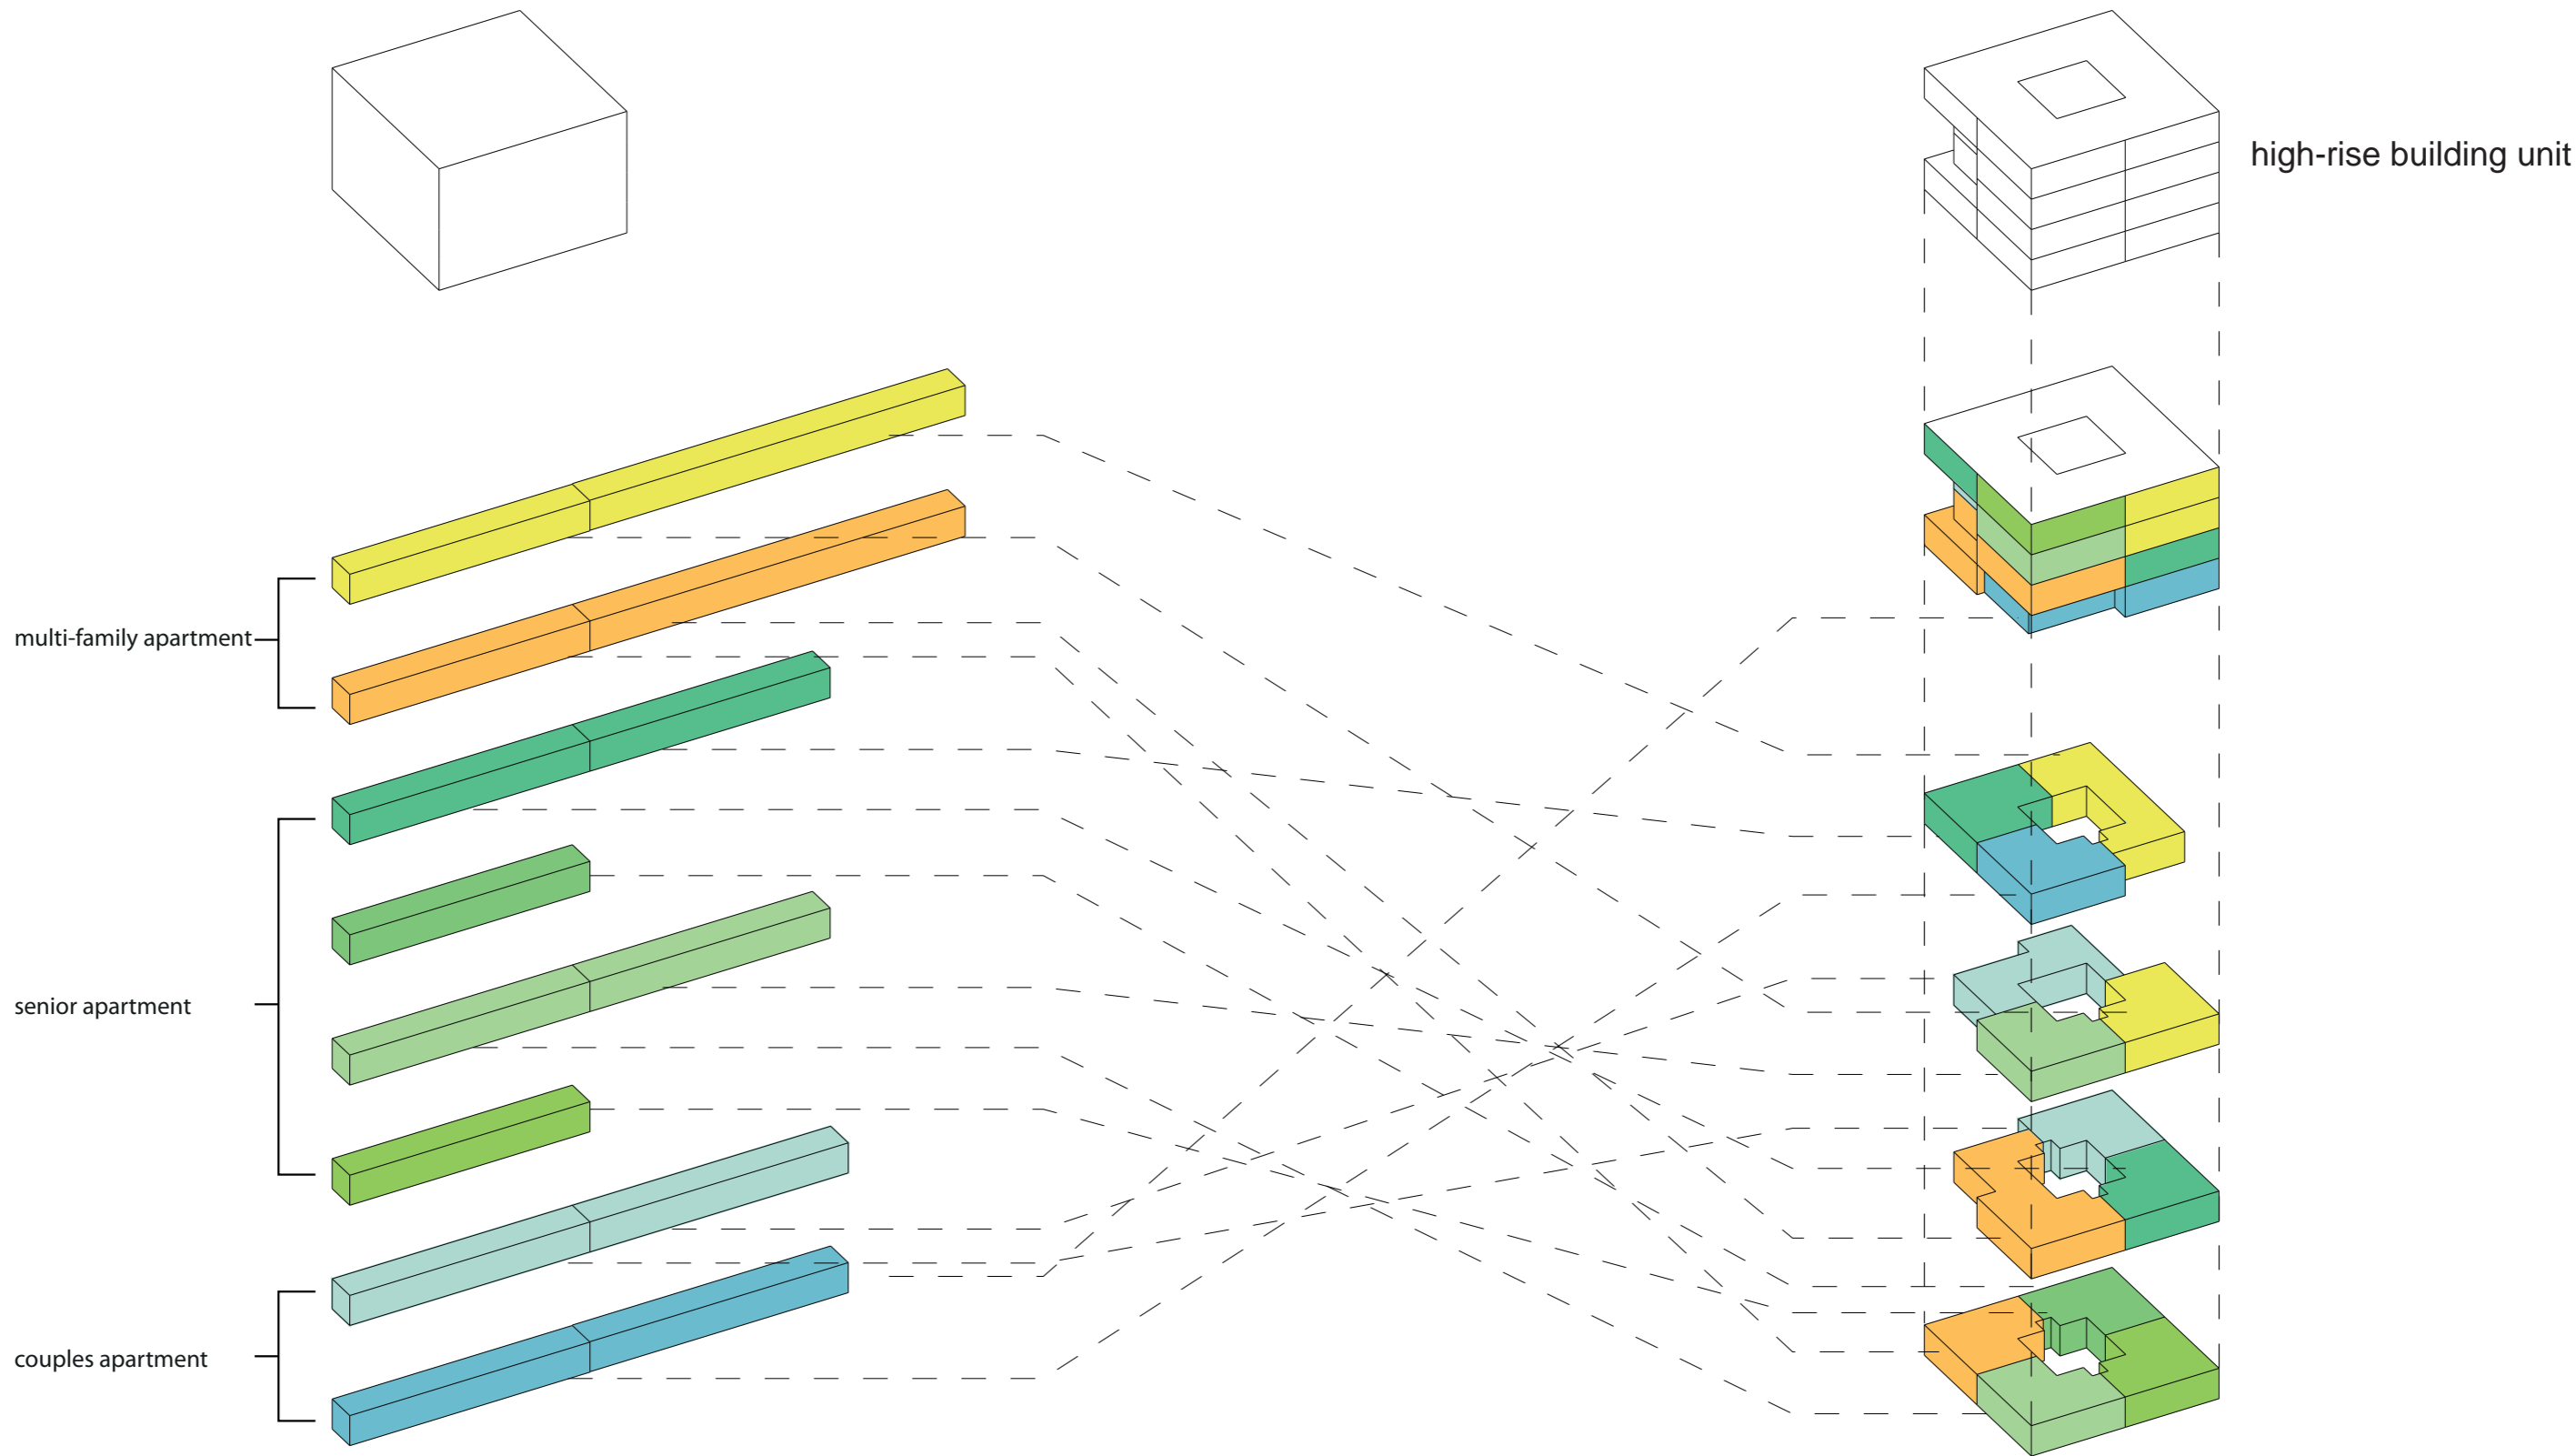 high-rise building unit
multi-family apartment
senior apartment
couples apartment